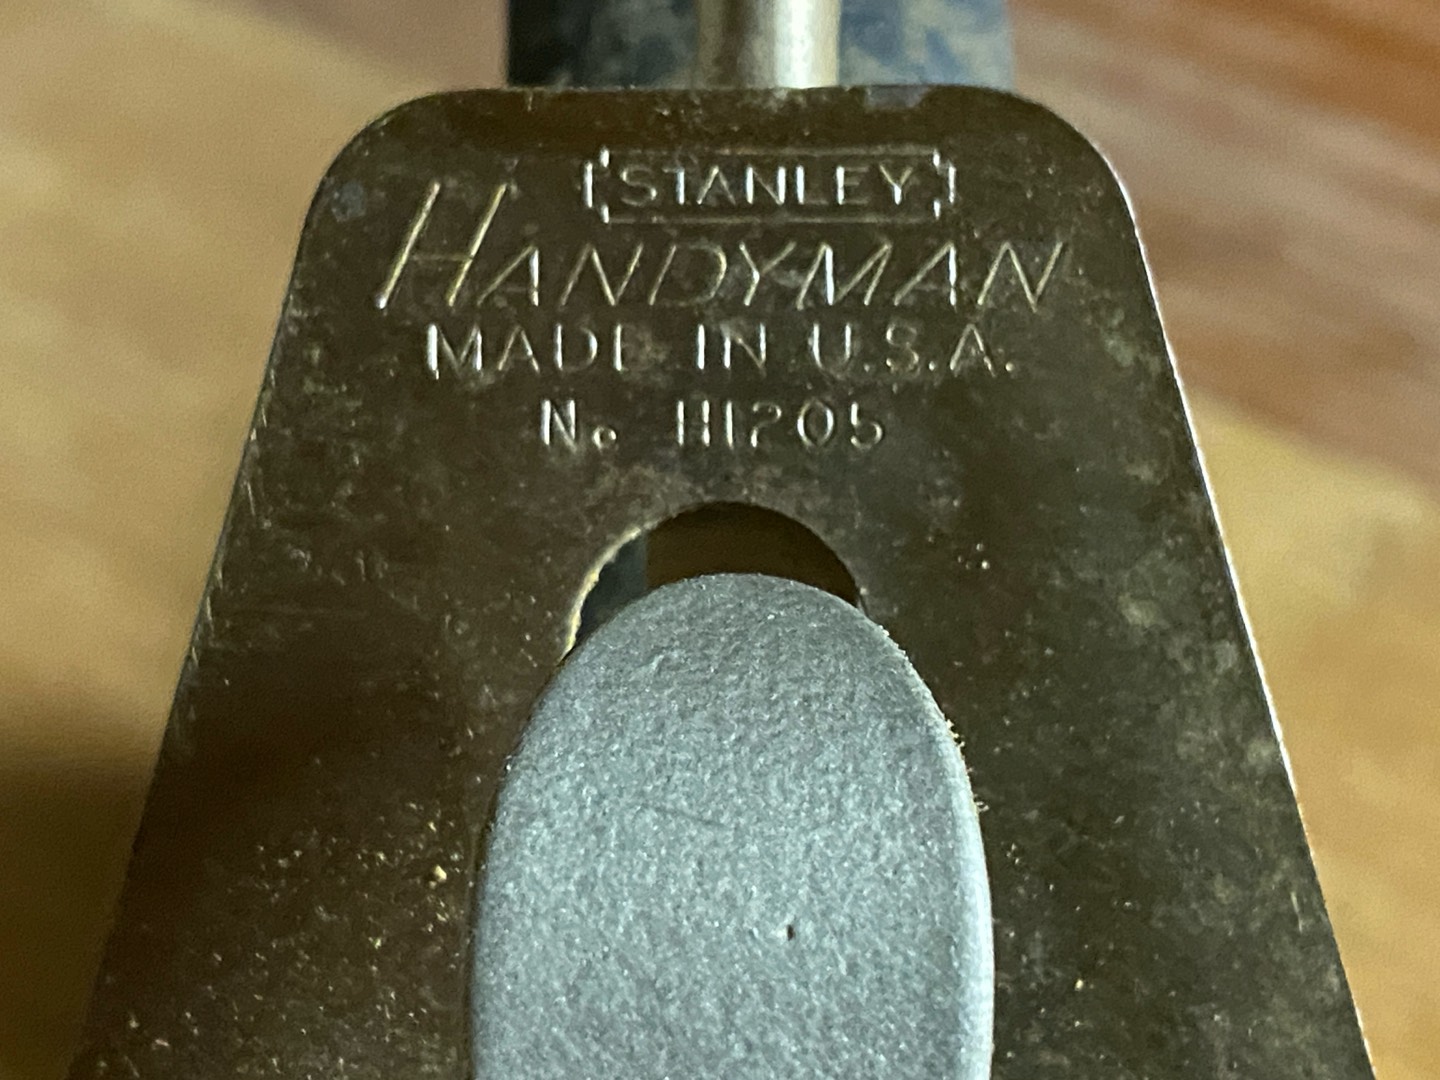 STANLEY
HANDYMAN
MADE IN U.S.A.
No. H1205